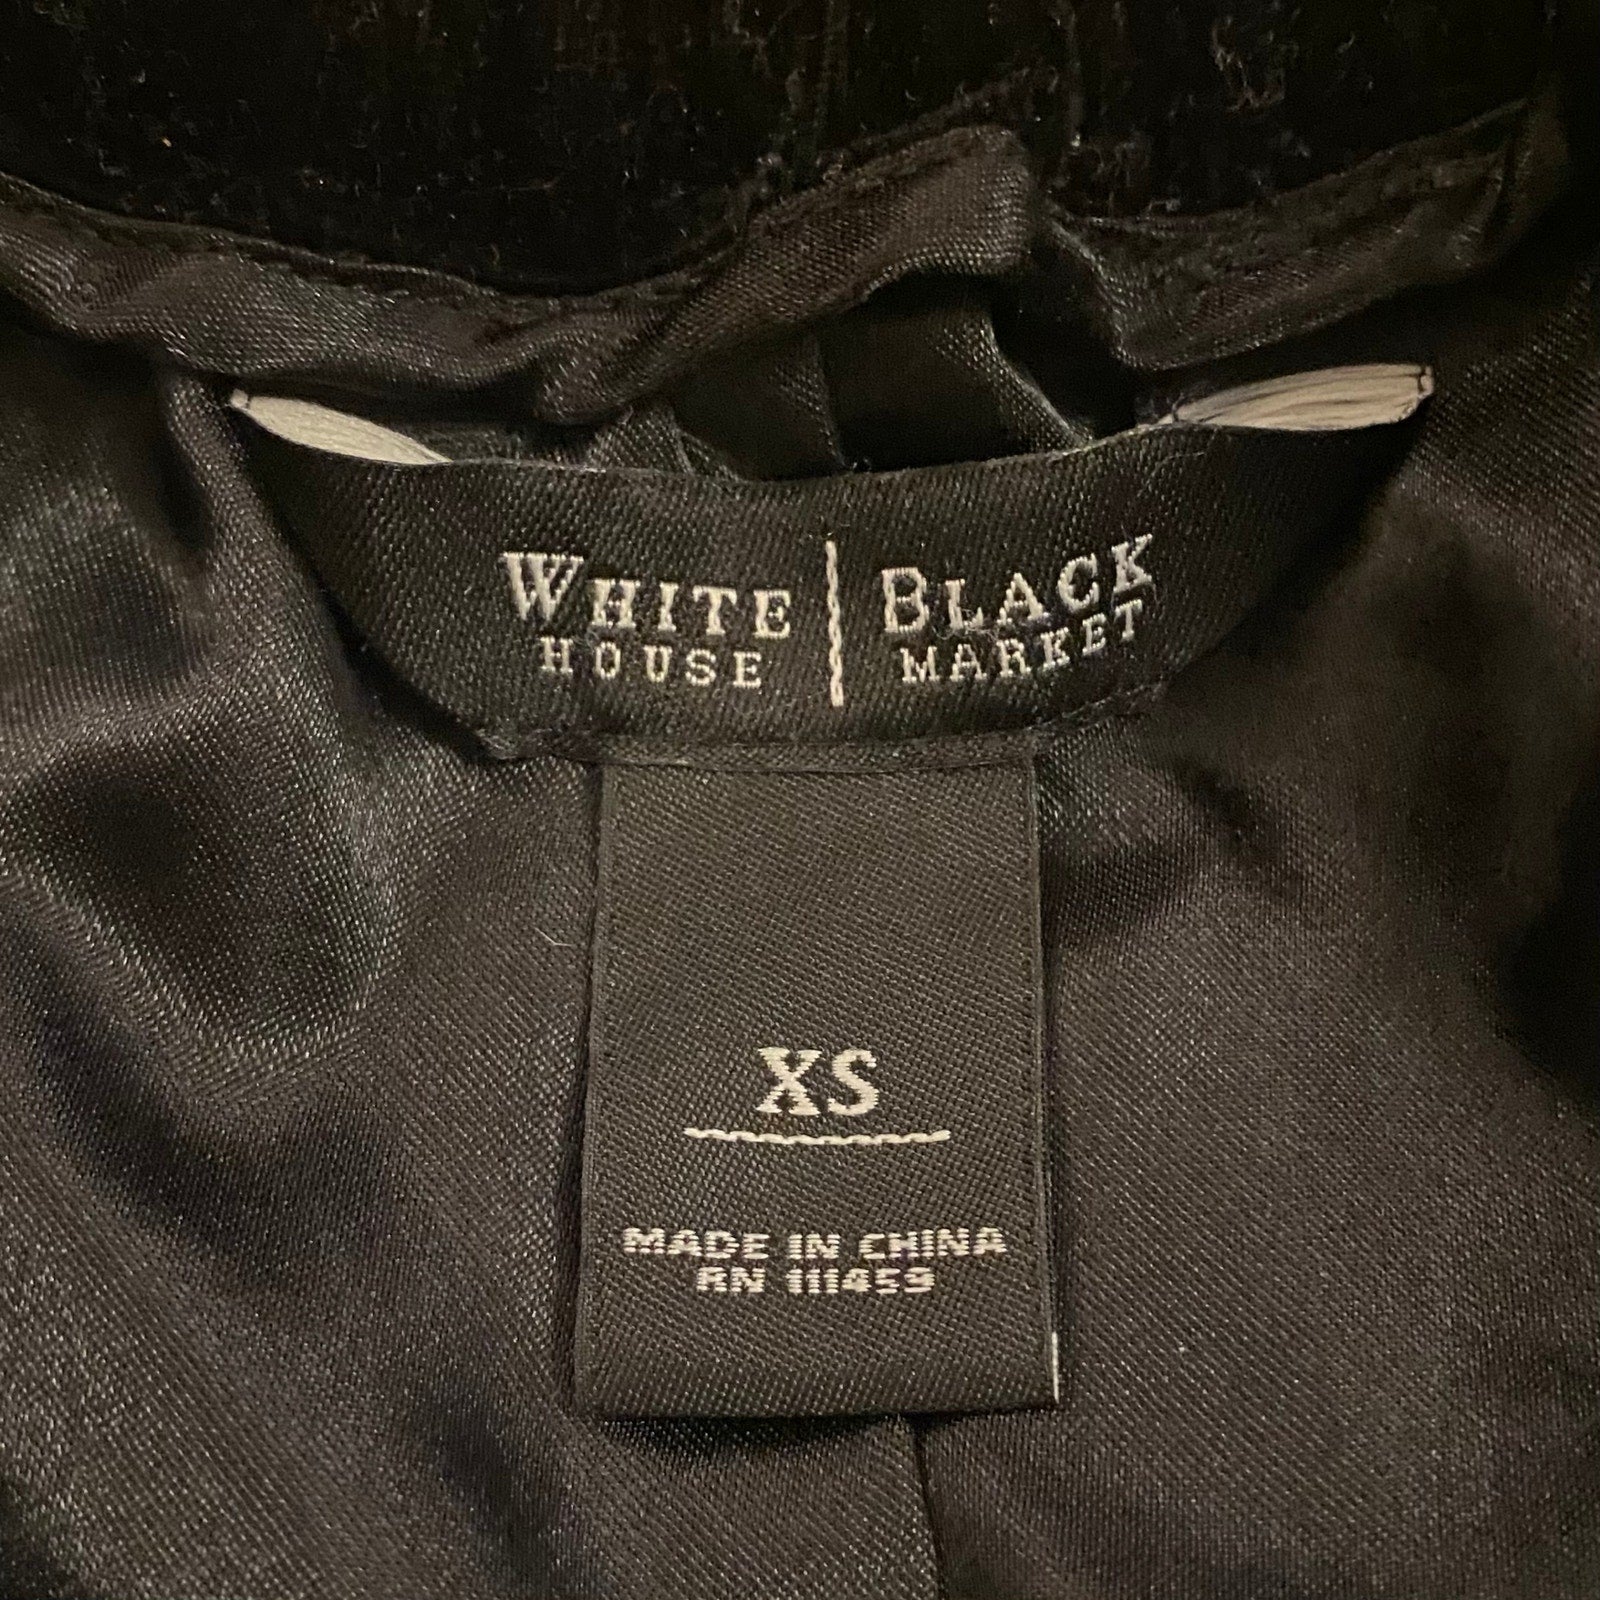 WHITE | BLACK
HOUSE | MARKET
XS
MADE IN CHINA
RN 111459